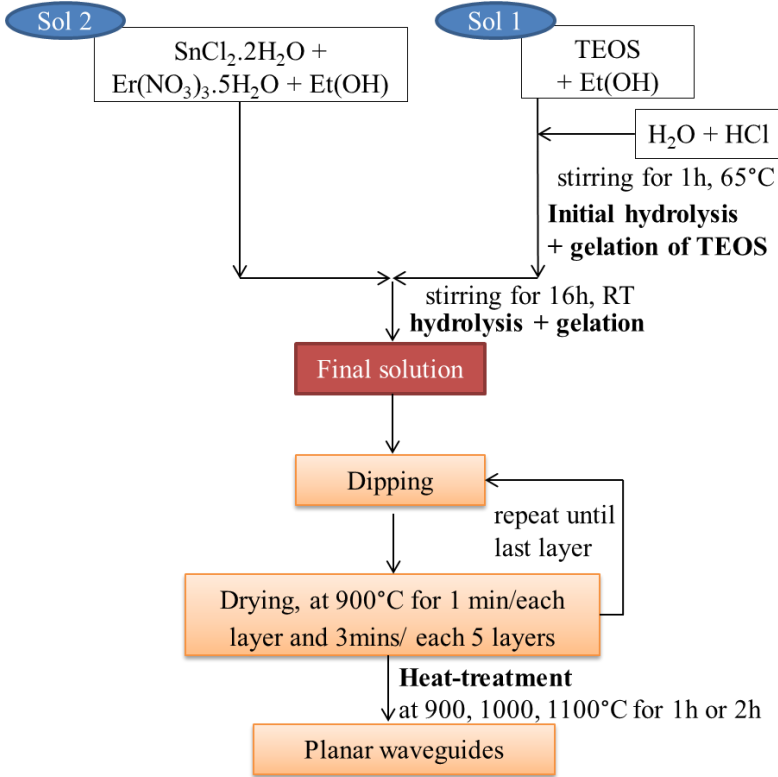 Sol 2
SnCl₂.2H₂O +
Er(NO₃)₃.5H₂O + Et(OH)
Sol 1
TEOS
+ Et(OH)
H₂O + HCl
stirring for 1h, 65°C
Initial hydrolysis
+ gelation of TEOS
stirring for 16h, RT
hydrolysis + gelation
Final solution
Dipping
repeat until
last layer
Drying, at 900°C for 1 min/each
layer and 3mins/ each 5 layers
Heat-treatment
at 900, 1000, 1100°C for 1h or 2h
Planar waveguides